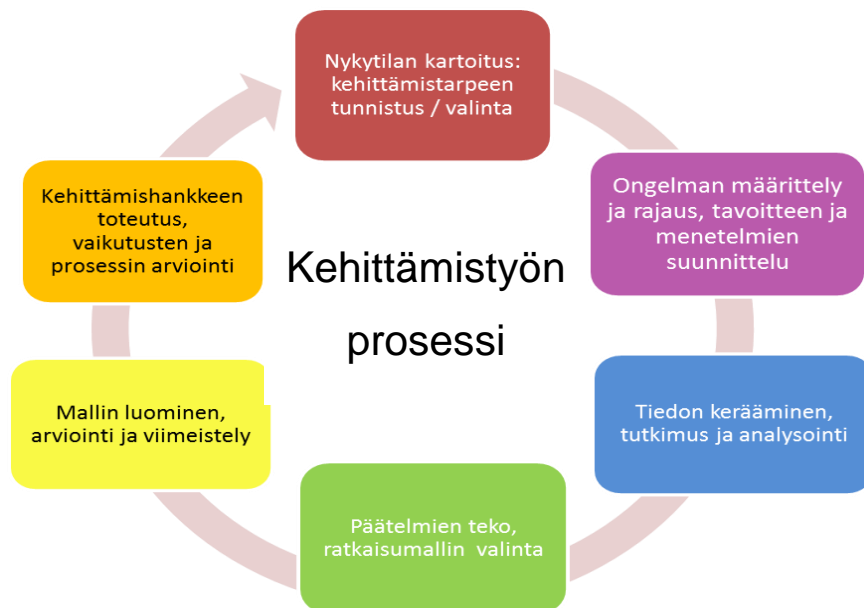 Nykytilan kartoitus:
kehittämistarpeen
tunnistus / valinta
Ongelman määrittely
ja rajaus, tavoitteen ja
menetelmien
suunnittelu
Tiedon kerääminen,
tutkimus ja analysointi
Päätelmien teko,
ratkaisumallin valinta
Mallin luominen,
arviointi ja viimeistely
Kehittämishankkeen
toteutus,
vaikutusten ja
prosessin arviointi
Kehittämistyön
prosessi